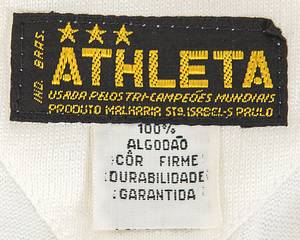 IND. BRAS.
ATHLETA
USADA PELOS TRI-CAMPEÕES MUNDIAIS
PRODUTO MALHARIA STA. ISABEL-S PAULO
100%
ALGODÃO
CÔR FIRME
DURABILIDADE
GARANTIDA